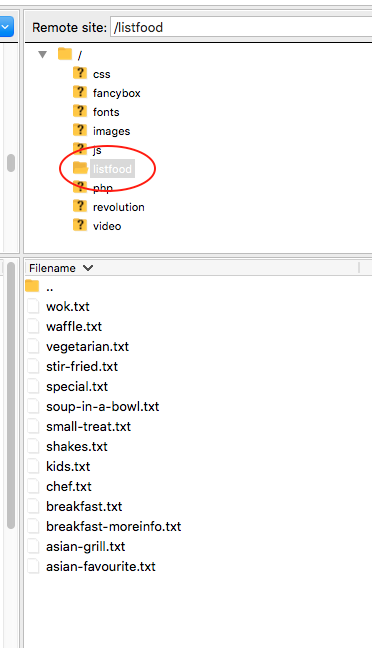 Remote site: /listfood
/
css
fancybox
fonts
images
js
listfood
php
revolution
video
Filename
..
wok.txt
waffle.txt
vegetarian.txt
stir-fried.txt
special.txt
soup-in-a-bowl.txt
small-treat.txt
shakes.txt
kids.txt
chef.txt
breakfast.txt
breakfast-moreinfo.txt
asian-grill.txt
asian-favourite.txt